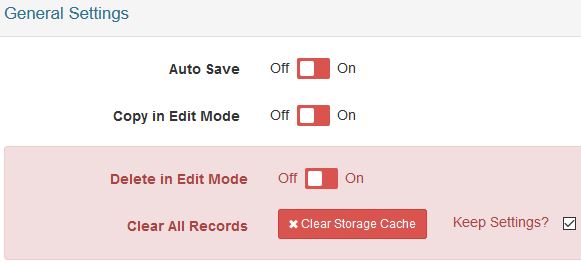 General Settings
Auto Save Off On
Copy in Edit Mode Off On
Delete in Edit Mode Off On
Clear All Records ✖ Clear Storage Cache Keep Settings?